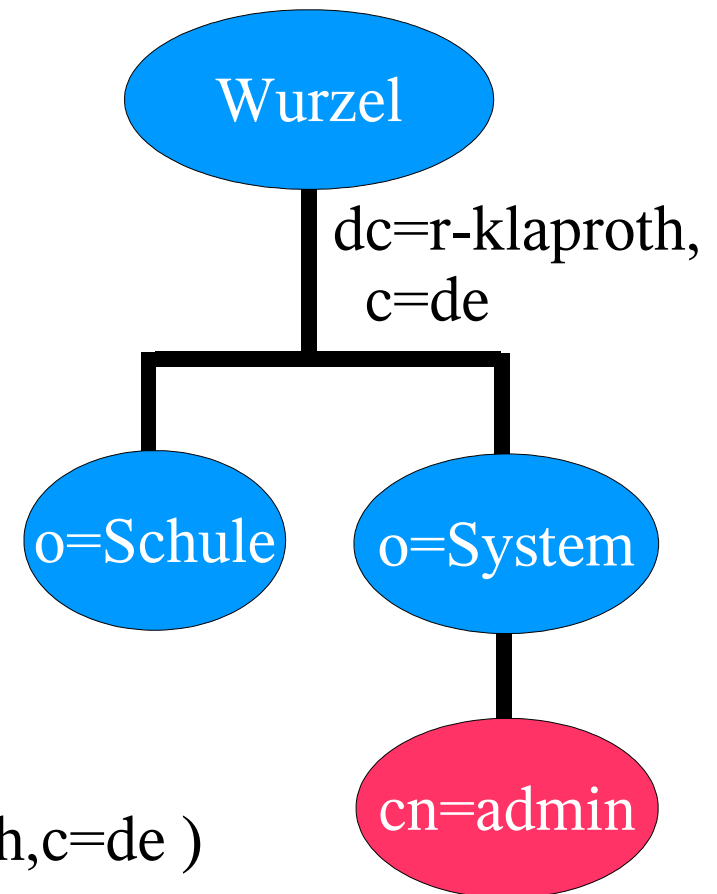 Wurzel
dc=r-klaproth,
c=de
o=Schule
o=System
cn=admin
h,c=de )